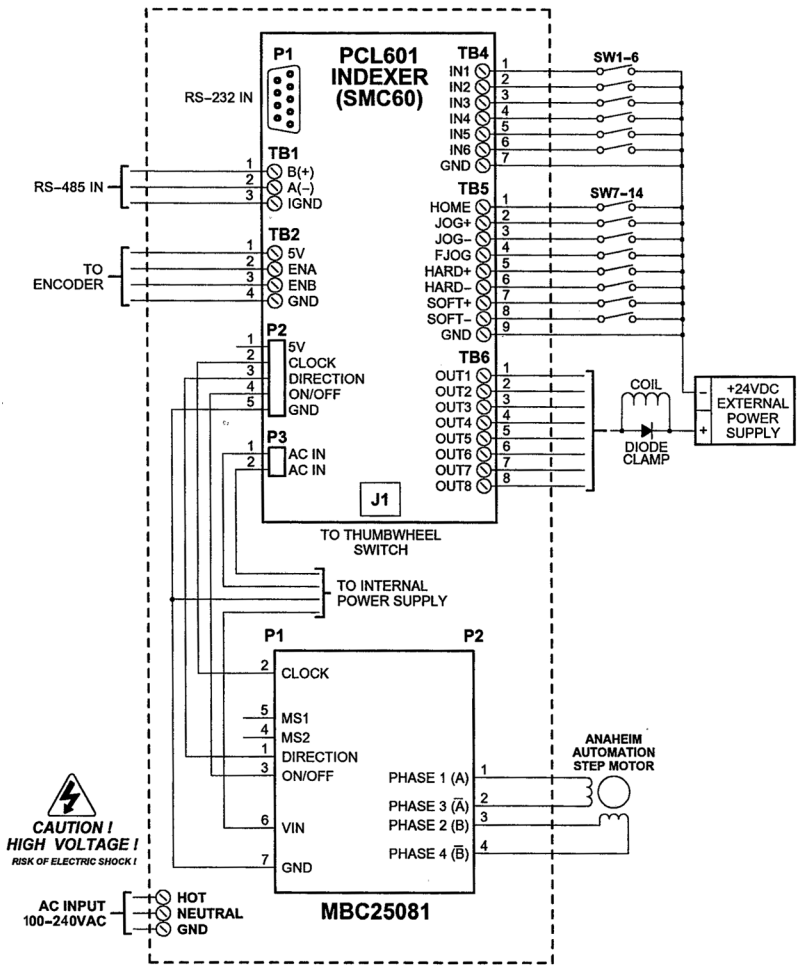 P1
PCL601
INDEXER
(SMC60)
RS-232 IN
TB1
1 B(+)
2 A(-)
3 IGND
RS-485 IN
TB2
1 5V
2 ENA
3 ENB
4 GND
TO
ENCODER
P2
1 5V
2 CLOCK
3 DIRECTION
4 ON/OFF
5 GND
P3
1 AC IN
2 AC IN
J1
TO THUMBWHEEL
SWITCH
TB4
IN1 1
IN2 2
IN3 3
IN4 4
IN5 5
IN6 6
GND 7
SW1-6
TB5
HOME 1
JOG+ 2
JOG- 3
FJOG 4
HARD+ 5
HARD- 6
SOFT+ 7
SOFT- 8
GND 9
SW7-14
TB6
OUT1 1
OUT2 2
OUT3 3
OUT4 4
OUT5 5
OUT6 6
OUT7 7
OUT8 8
COIL
DIODE
CLAMP
-
+
+24VDC
EXTERNAL
POWER
SUPPLY
TO INTERNAL
POWER SUPPLY
P1
P2
2 CLOCK
5 MS1
4 MS2
1 DIRECTION
3 ON/OFF
6 VIN
7 GND
PHASE 1 (A) 1
PHASE 3 (A̅) 2
PHASE 2 (B) 3
PHASE 4 (B̅) 4
MBC25081
ANAHEIM
AUTOMATION
STEP MOTOR
CAUTION !
HIGH VOLTAGE !
RISK OF ELECTRIC SHOCK !
AC INPUT
100-240VAC
HOT
NEUTRAL
GND